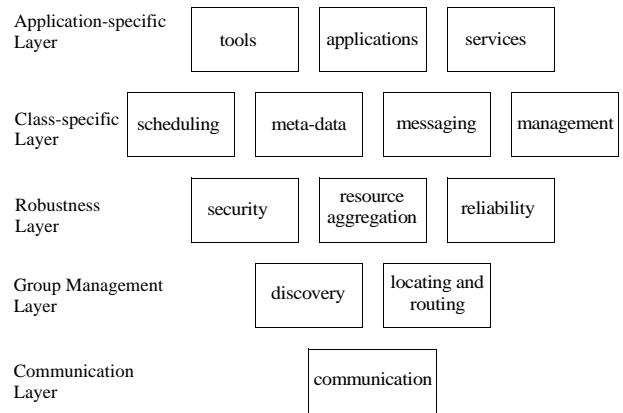 Application-specific
Layer
tools
applications
services
Class-specific
Layer
scheduling
meta-data
messaging
management
Robustness
Layer
security
resource
aggregation
reliability
Group Management
Layer
discovery
locating and
routing
Communication
Layer
communication